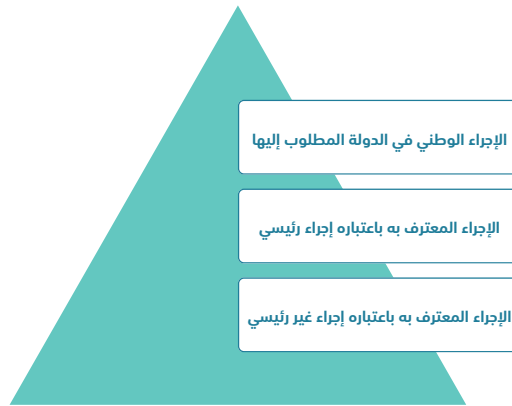 الإجراء الوطني في الدولة المطلوب إليها
الإجراء المعترف به باعتباره إجراء رئيسي
الإجراء المعترف به باعتباره إجراء غير رئيسي